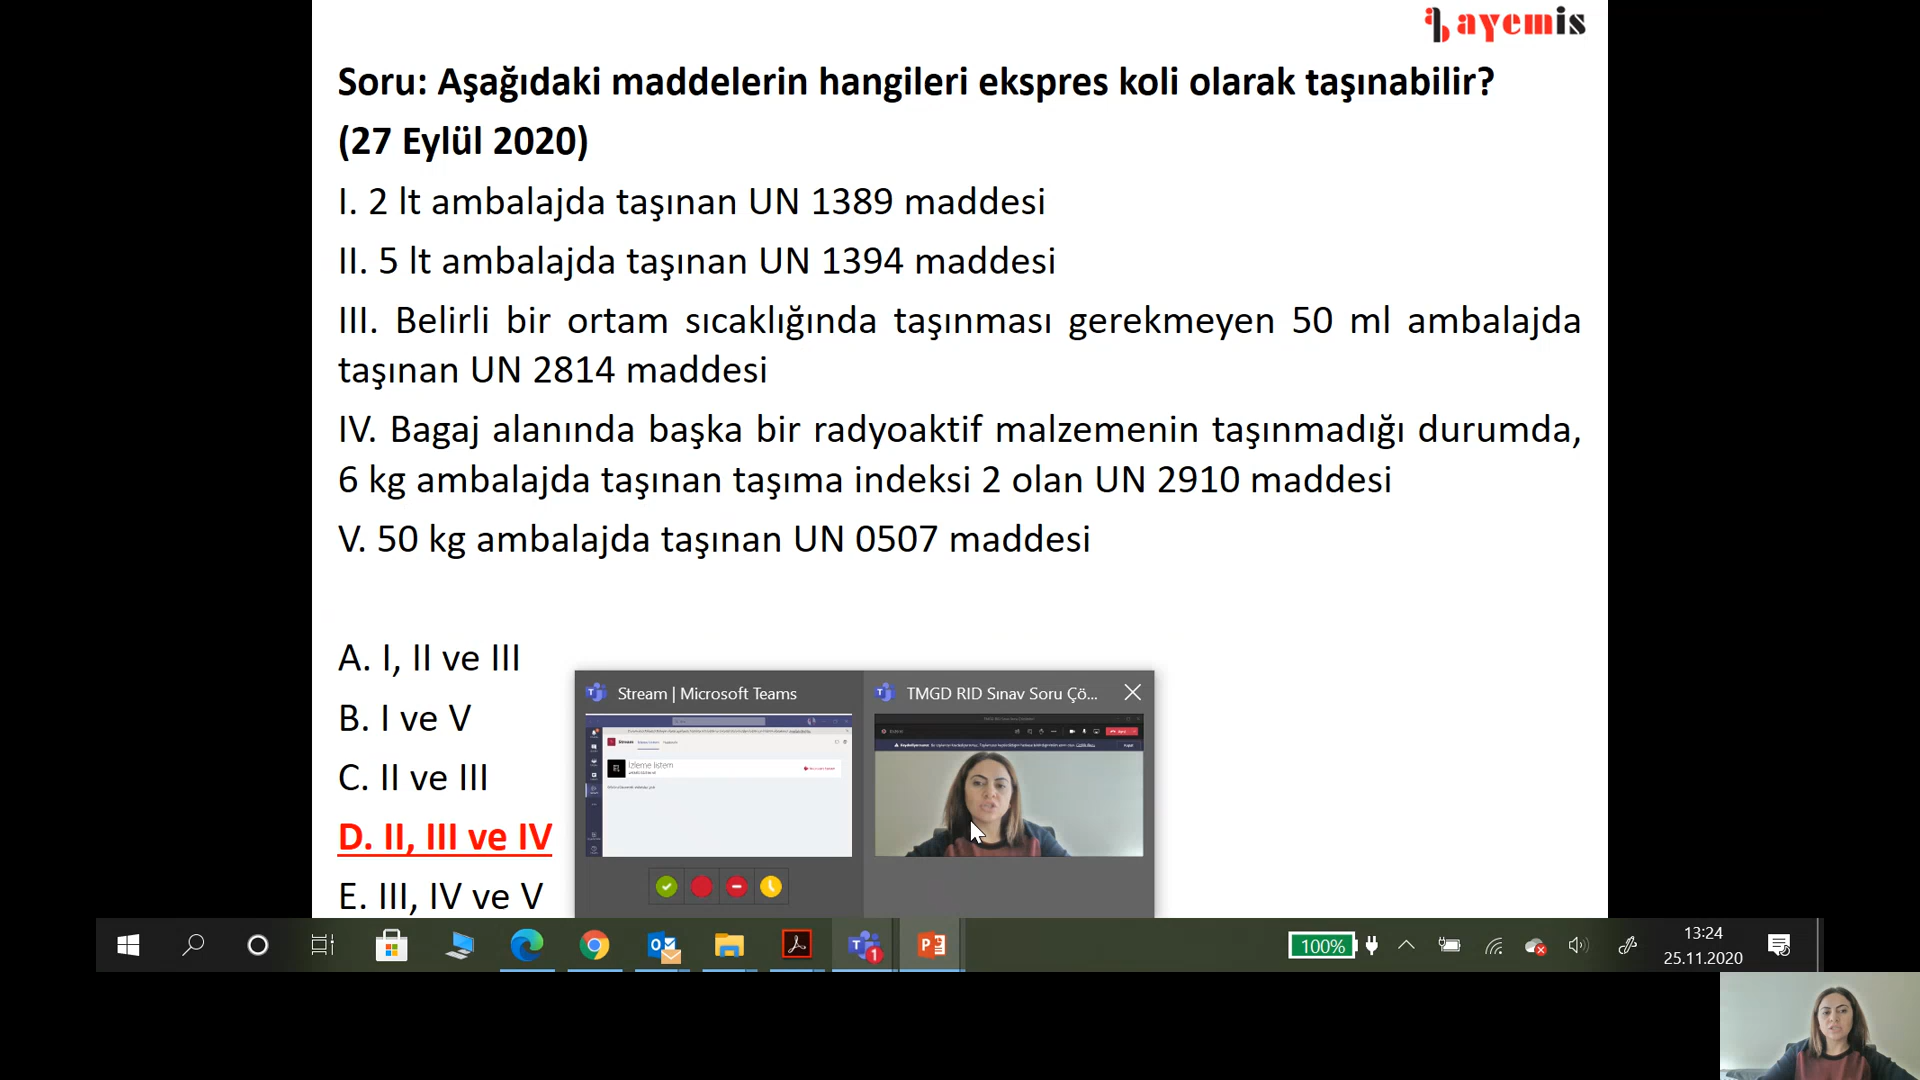 ayemis
Soru: Aşağıdaki maddelerin hangileri ekspres koli olarak taşınabilir?
(27 Eylül 2020)
I. 2 lt ambalajda taşınan UN 1389 maddesi
II. 5 lt ambalajda taşınan UN 1394 maddesi
III. Belirli bir ortam sıcaklığında taşınması gerekmeyen 50 ml ambalajda
taşınan UN 2814 maddesi
IV. Bagaj alanında başka bir radyoaktif malzemenin taşınmadığı durumda,
6 kg ambalajda taşınan taşıma indeksi 2 olan UN 2910 maddesi
V. 50 kg ambalajda taşınan UN 0507 maddesi
A. I, II ve III
B. I ve V
C. II ve III
D. II, III ve IV
E. III, IV ve V
Stream | Microsoft Teams
TMGD RID Sınav Soru Çö...
Stream
İzleme listem
100%
13:24
25.11.2020
1